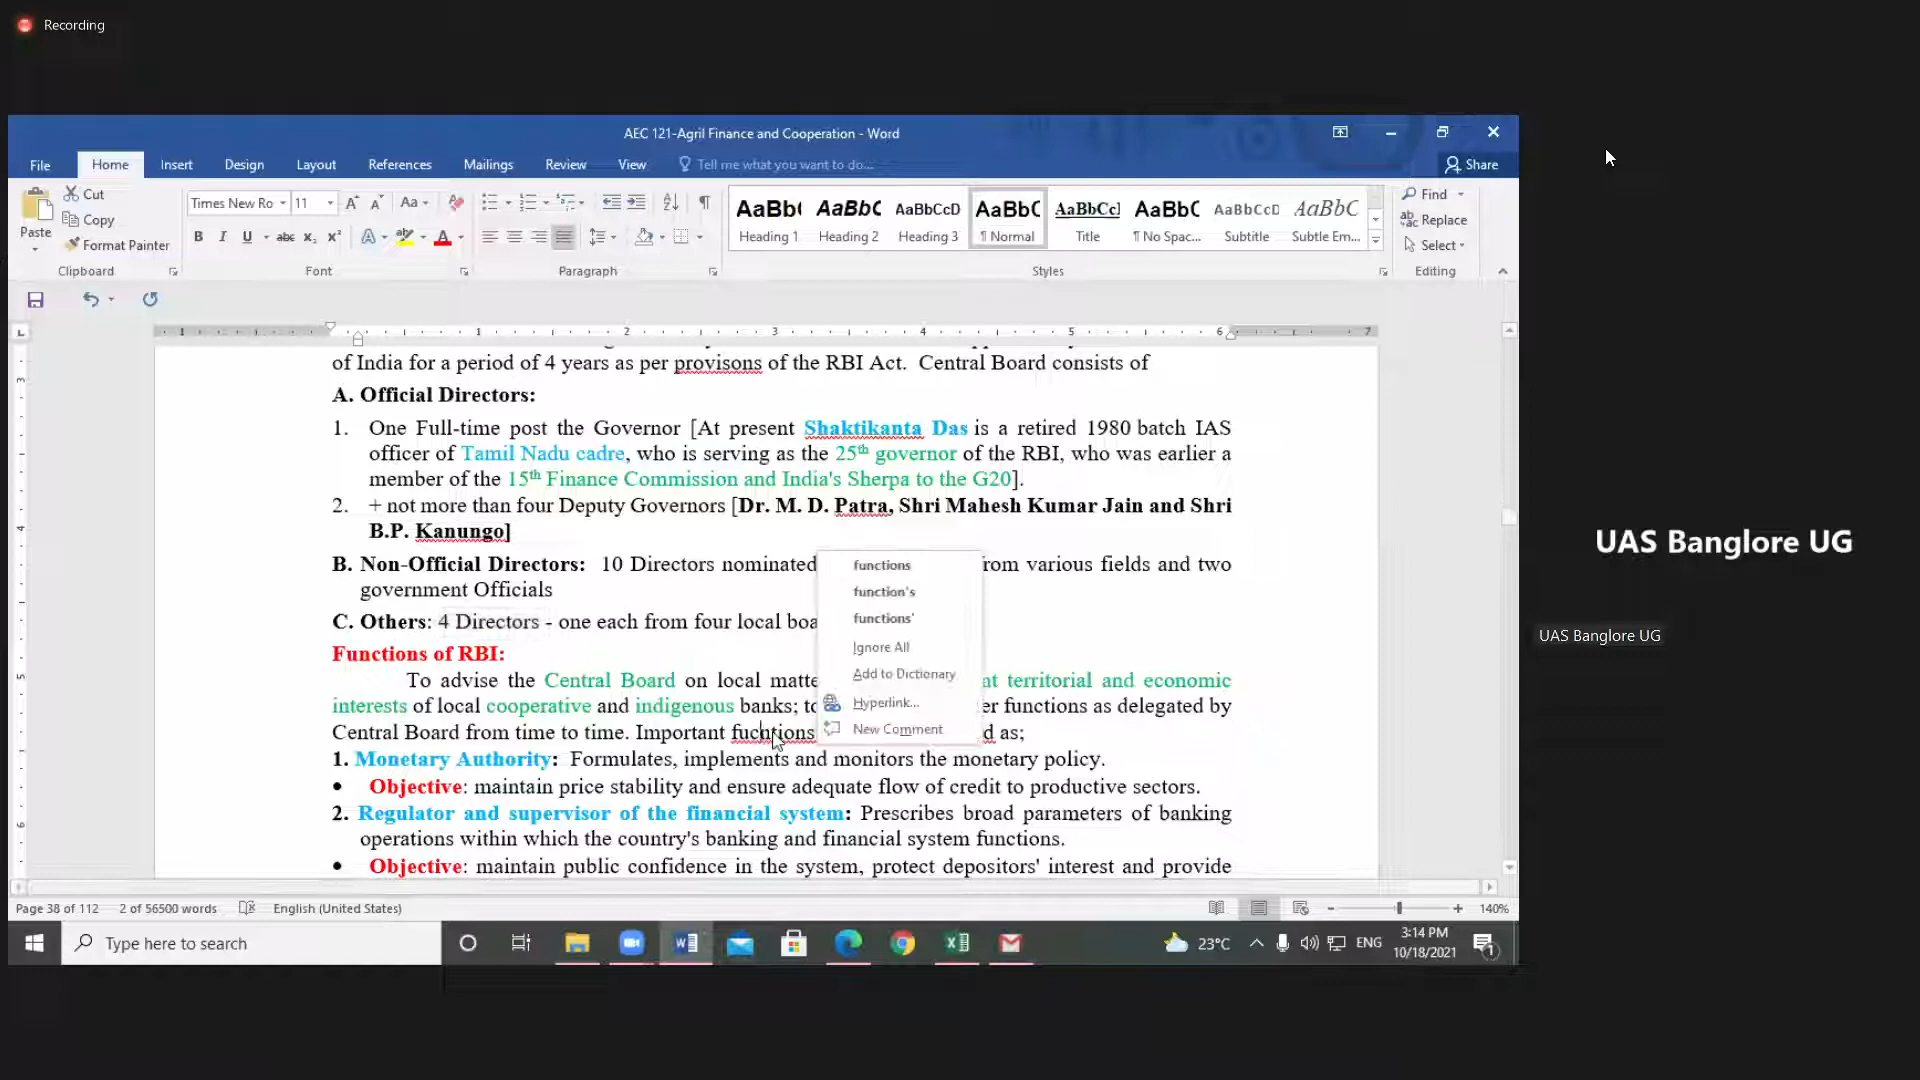 Recording
AEC 121-Agril Finance and Cooperation - Word
File Home Insert Design Layout References Mailings Review View Tell me what you want to do... Share
Cut
Copy
Format Painter
Paste
Clipboard
Times New Ro 11
Font
Paragraph
AaBbCcD AaBbCcD AaBbCcD
Heading 1 Heading 2 Heading 3 ¶ Normal Title ¶ No Spac... Subtitle Subtle Em...
Styles
Find
Replace
Select
Editing
1 1 2 3 4 5 6 7
of India for a period of 4 years as per provisons of the RBI Act. Central Board consists of
A. Official Directors:
1. One Full-time post the Governor [At present Shaktikanta Das is a retired 1980 batch IAS
officer of Tamil Nadu cadre, who is serving as the 25th governor of the RBI, who was earlier a
member of the 15th Finance Commission and India's Sherpa to the G20].
2. + not more than four Deputy Governors [Dr. M. D. Patra, Shri Mahesh Kumar Jain and Shri
B.P. Kanungo]
B. Non-Official Directors: 10 Directors nominated from various fields and two
government Officials
C. Others: 4 Directors - one each from four local boa
Functions of RBI:
To advise the Central Board on local matte nt territorial and economic
interests of local cooperative and indigenous banks; to er functions as delegated by
Central Board from time to time. Important fuchtions d as;
1. Monetary Authority: Formulates, implements and monitors the monetary policy.
• Objective: maintain price stability and ensure adequate flow of credit to productive sectors.
2. Regulator and supervisor of the financial system: Prescribes broad parameters of banking
operations within which the country's banking and financial system functions.
• Objective: maintain public confidence in the system, protect depositors' interest and provide
functions
function's
functions'
Ignore All
Add to Dictionary
Hyperlink...
New Comment
Page 38 of 112 2 of 56500 words English (United States) 140%
Type here to search
23°C ENG
3:14 PM
10/18/2021
1
UAS Banglore UG
UAS Banglore UG